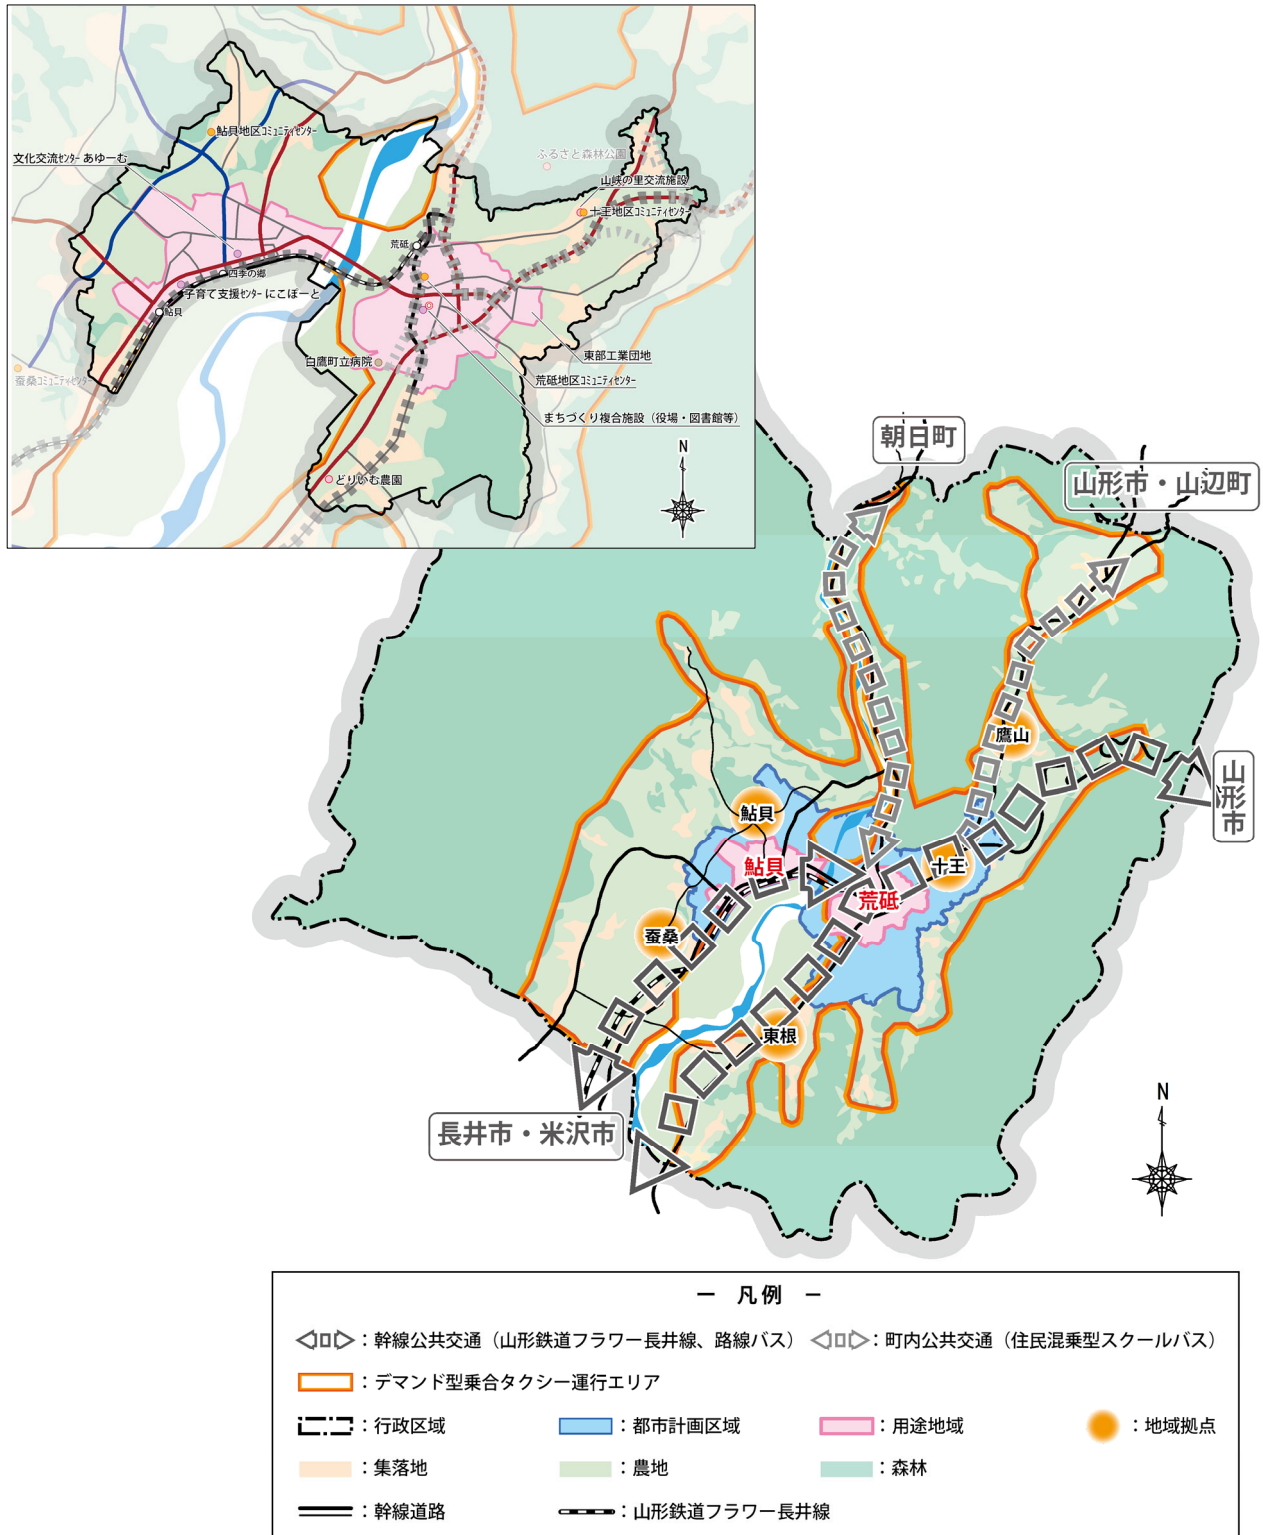 鮎貝地区コミュニティセンター
文化交流センター あゆーむ
ふるさと森林公園
山峡の里交流施設
十王地区コミュニティセンター
荒砥
四季の郷
子育て支援センター にこぽーと
鮎貝
白鷹町立病院
東部工業団地
蚕桑コミュニティセンター
荒砥地区コミュニティセンター
まちづくり複合施設（役場・図書館等）
どりいむ農園
N
朝日町
山形市・山辺町
鷹山
山形市
鮎貝
鮎貝
十王
荒砥
蚕桑
東根
長井市・米沢市
N
ー 凡例 ー
：幹線公共交通（山形鉄道フラワー長井線、路線バス）
：町内公共交通（住民混乗型スクールバス）
：デマンド型乗合タクシー運行エリア
：行政区域
：都市計画区域
：用途地域
：地域拠点
：集落地
：農地
：森林
：幹線道路
：山形鉄道フラワー長井線